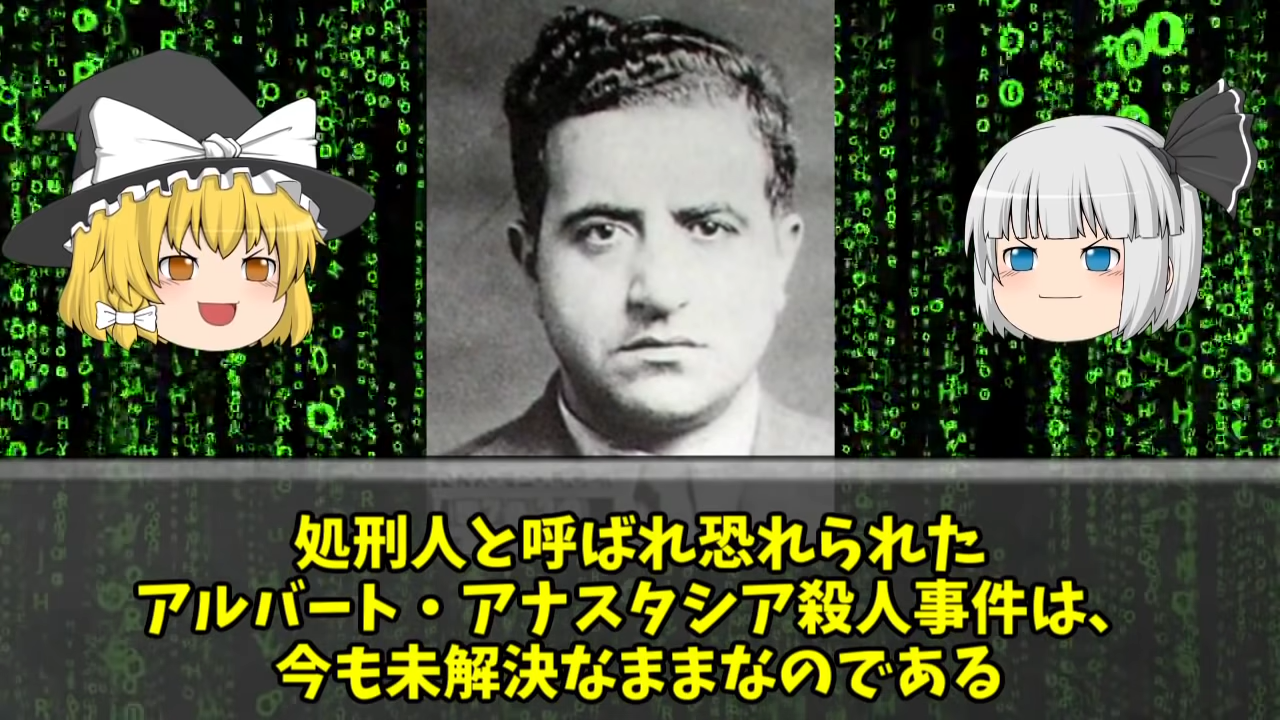 処刑人と呼ばれ恐れられた
アルバート・アナスタシア殺人事件は、
今も未解決なままなのである